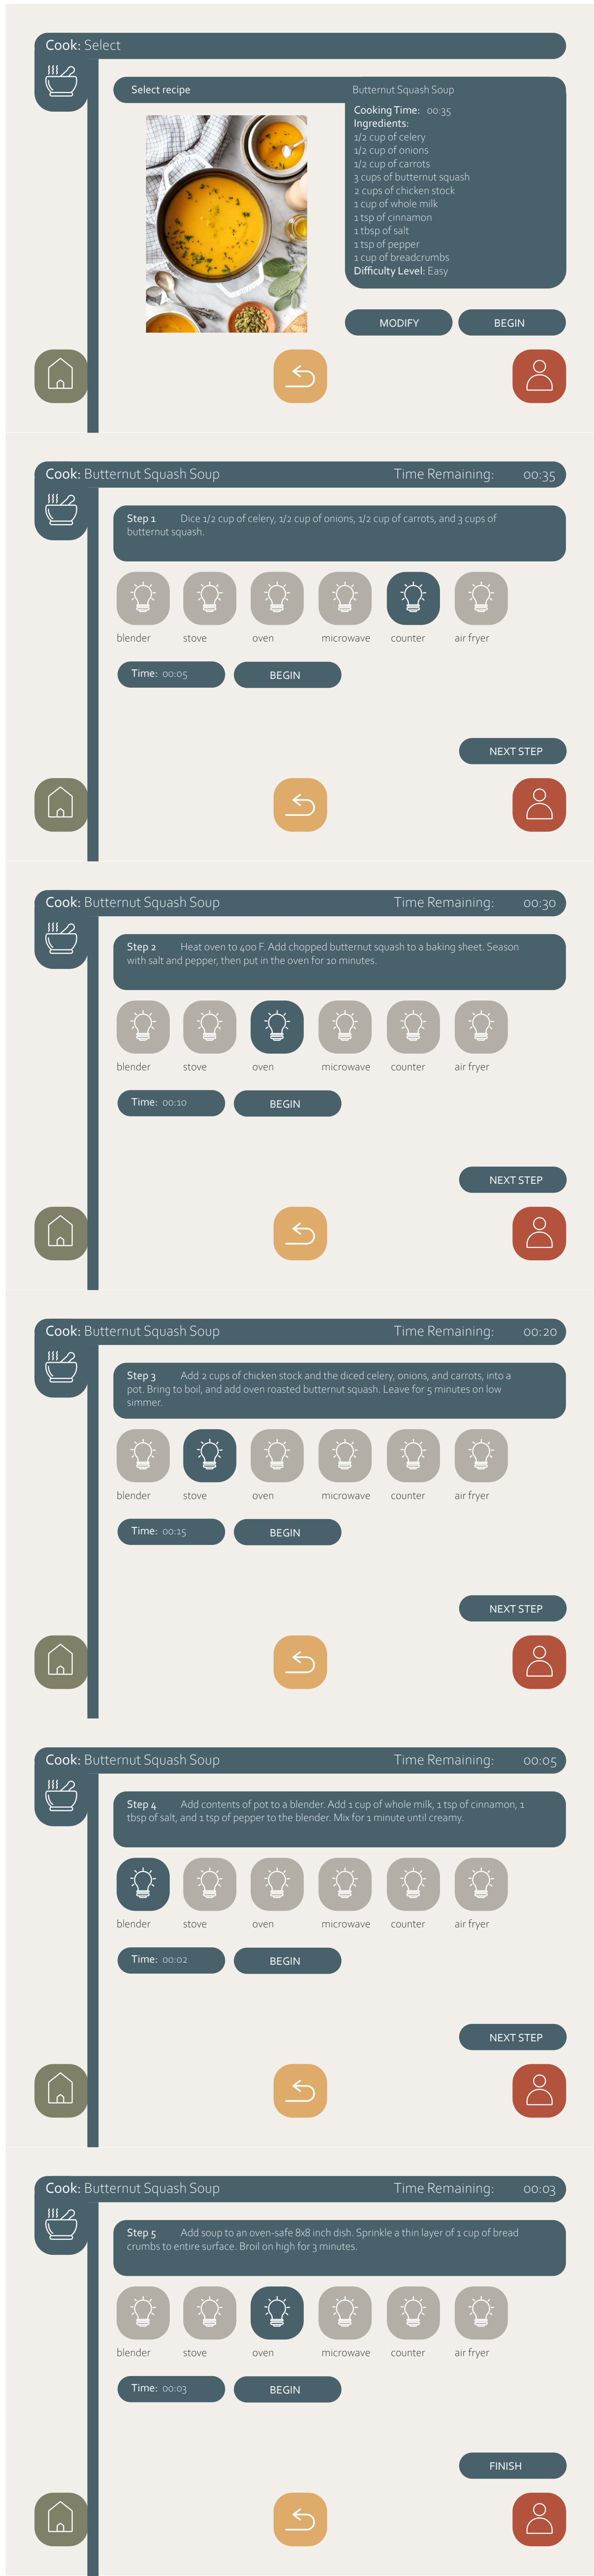 Cook: Select
Select recipe
Butternut Squash Soup
Cooking Time: 00:35
Ingredients:
1/2 cup of celery
1/2 cup of onions
1/2 cup of carrots
3 cups of butternut squash
2 cups of chicken stock
1 cup of whole milk
1 tsp of cinnamon
1 tbsp of salt
1 tsp of pepper
1 cup of breadcrumbs
Difficulty Level: Easy
MODIFY
BEGIN
Cook: Butternut Squash Soup
Time Remaining: 00:35
Step 1 Dice 1/2 cup of celery, 1/2 cup of onions, 1/2 cup of carrots, and 3 cups of
butternut squash.
blender stove oven microwave counter air fryer
Time: 00:05
BEGIN
NEXT STEP
Cook: Butternut Squash Soup
Time Remaining: 00:30
Step 2 Heat oven to 400 F. Add chopped butternut squash to a baking sheet. Season
with salt and pepper, then put in the oven for 10 minutes.
blender stove oven microwave counter air fryer
Time: 00:10
BEGIN
NEXT STEP
Cook: Butternut Squash Soup
Time Remaining: 00:20
Step 3 Add 2 cups of chicken stock and the diced celery, onions, and carrots, into a
pot. Bring to boil, and add oven roasted butternut squash. Leave for 5 minutes on low
simmer.
blender stove oven microwave counter air fryer
Time: 00:15
BEGIN
NEXT STEP
Cook: Butternut Squash Soup
Time Remaining: 00:05
Step 4 Add contents of pot to a blender. Add 1 cup of whole milk, 1 tsp of cinnamon, 1
tbsp of salt, and 1 tsp of pepper to the blender. Mix for 1 minute until creamy.
blender stove oven microwave counter air fryer
Time: 00:02
BEGIN
NEXT STEP
Cook: Butternut Squash Soup
Time Remaining: 00:03
Step 5 Add soup to an oven-safe 8x8 inch dish. Sprinkle a thin layer of 1 cup of bread
crumbs to entire surface. Broil on high for 3 minutes.
blender stove oven microwave counter air fryer
Time: 00:03
BEGIN
FINISH